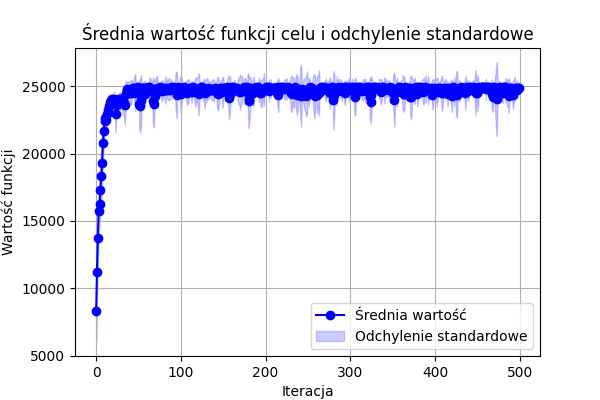 Średnia wartość funkcji celu i odchylenie standardowe
Wartość funkcji
25000
20000
15000
10000
5000
0
100
200
300
400
500
Iteracja
Średnia wartość
Odchylenie standardowe